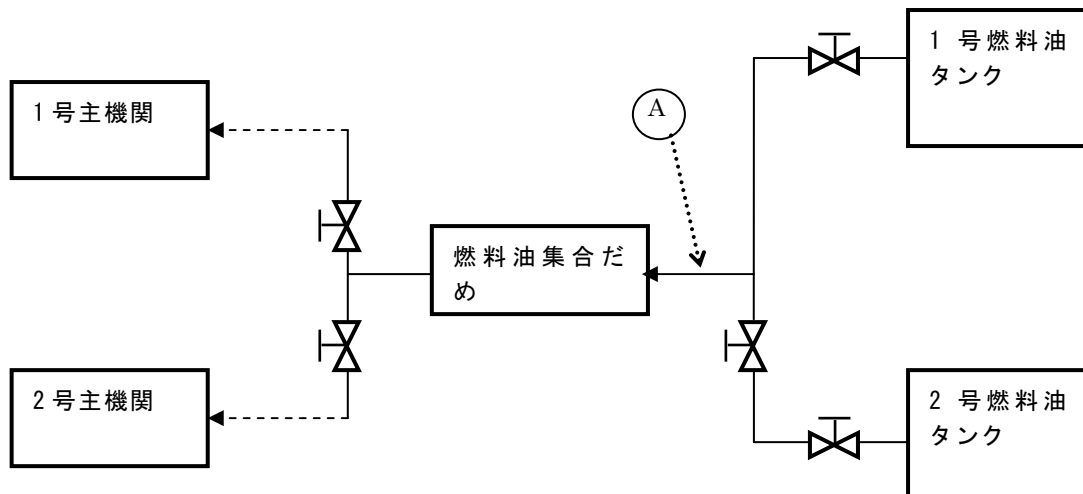 1 号燃料油
タンク
1号主機関
A
燃料油集合だ
め
2号主機関
2 号燃料油
タンク